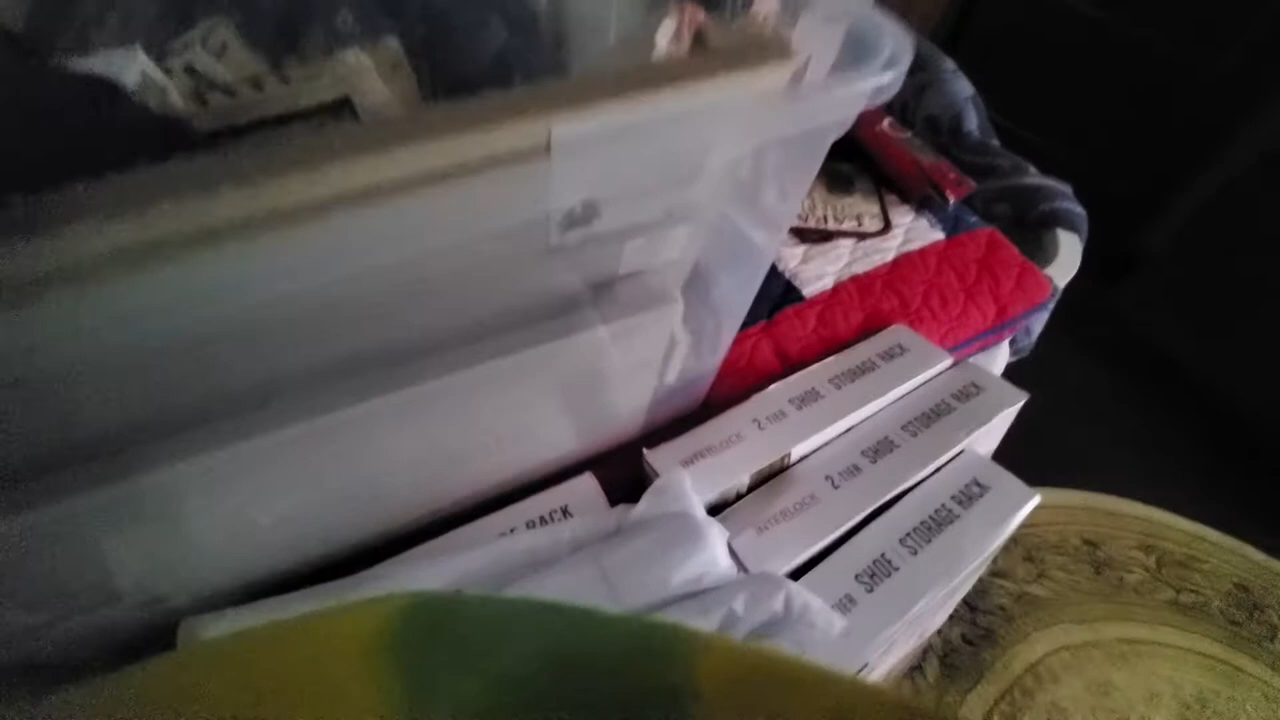 INTERLOCK 2-TIER SHOE | STORAGE RACK
INTERLOCK 2-TIER SHOE | STORAGE RACK
SHOE | STORAGE RACK
RACK